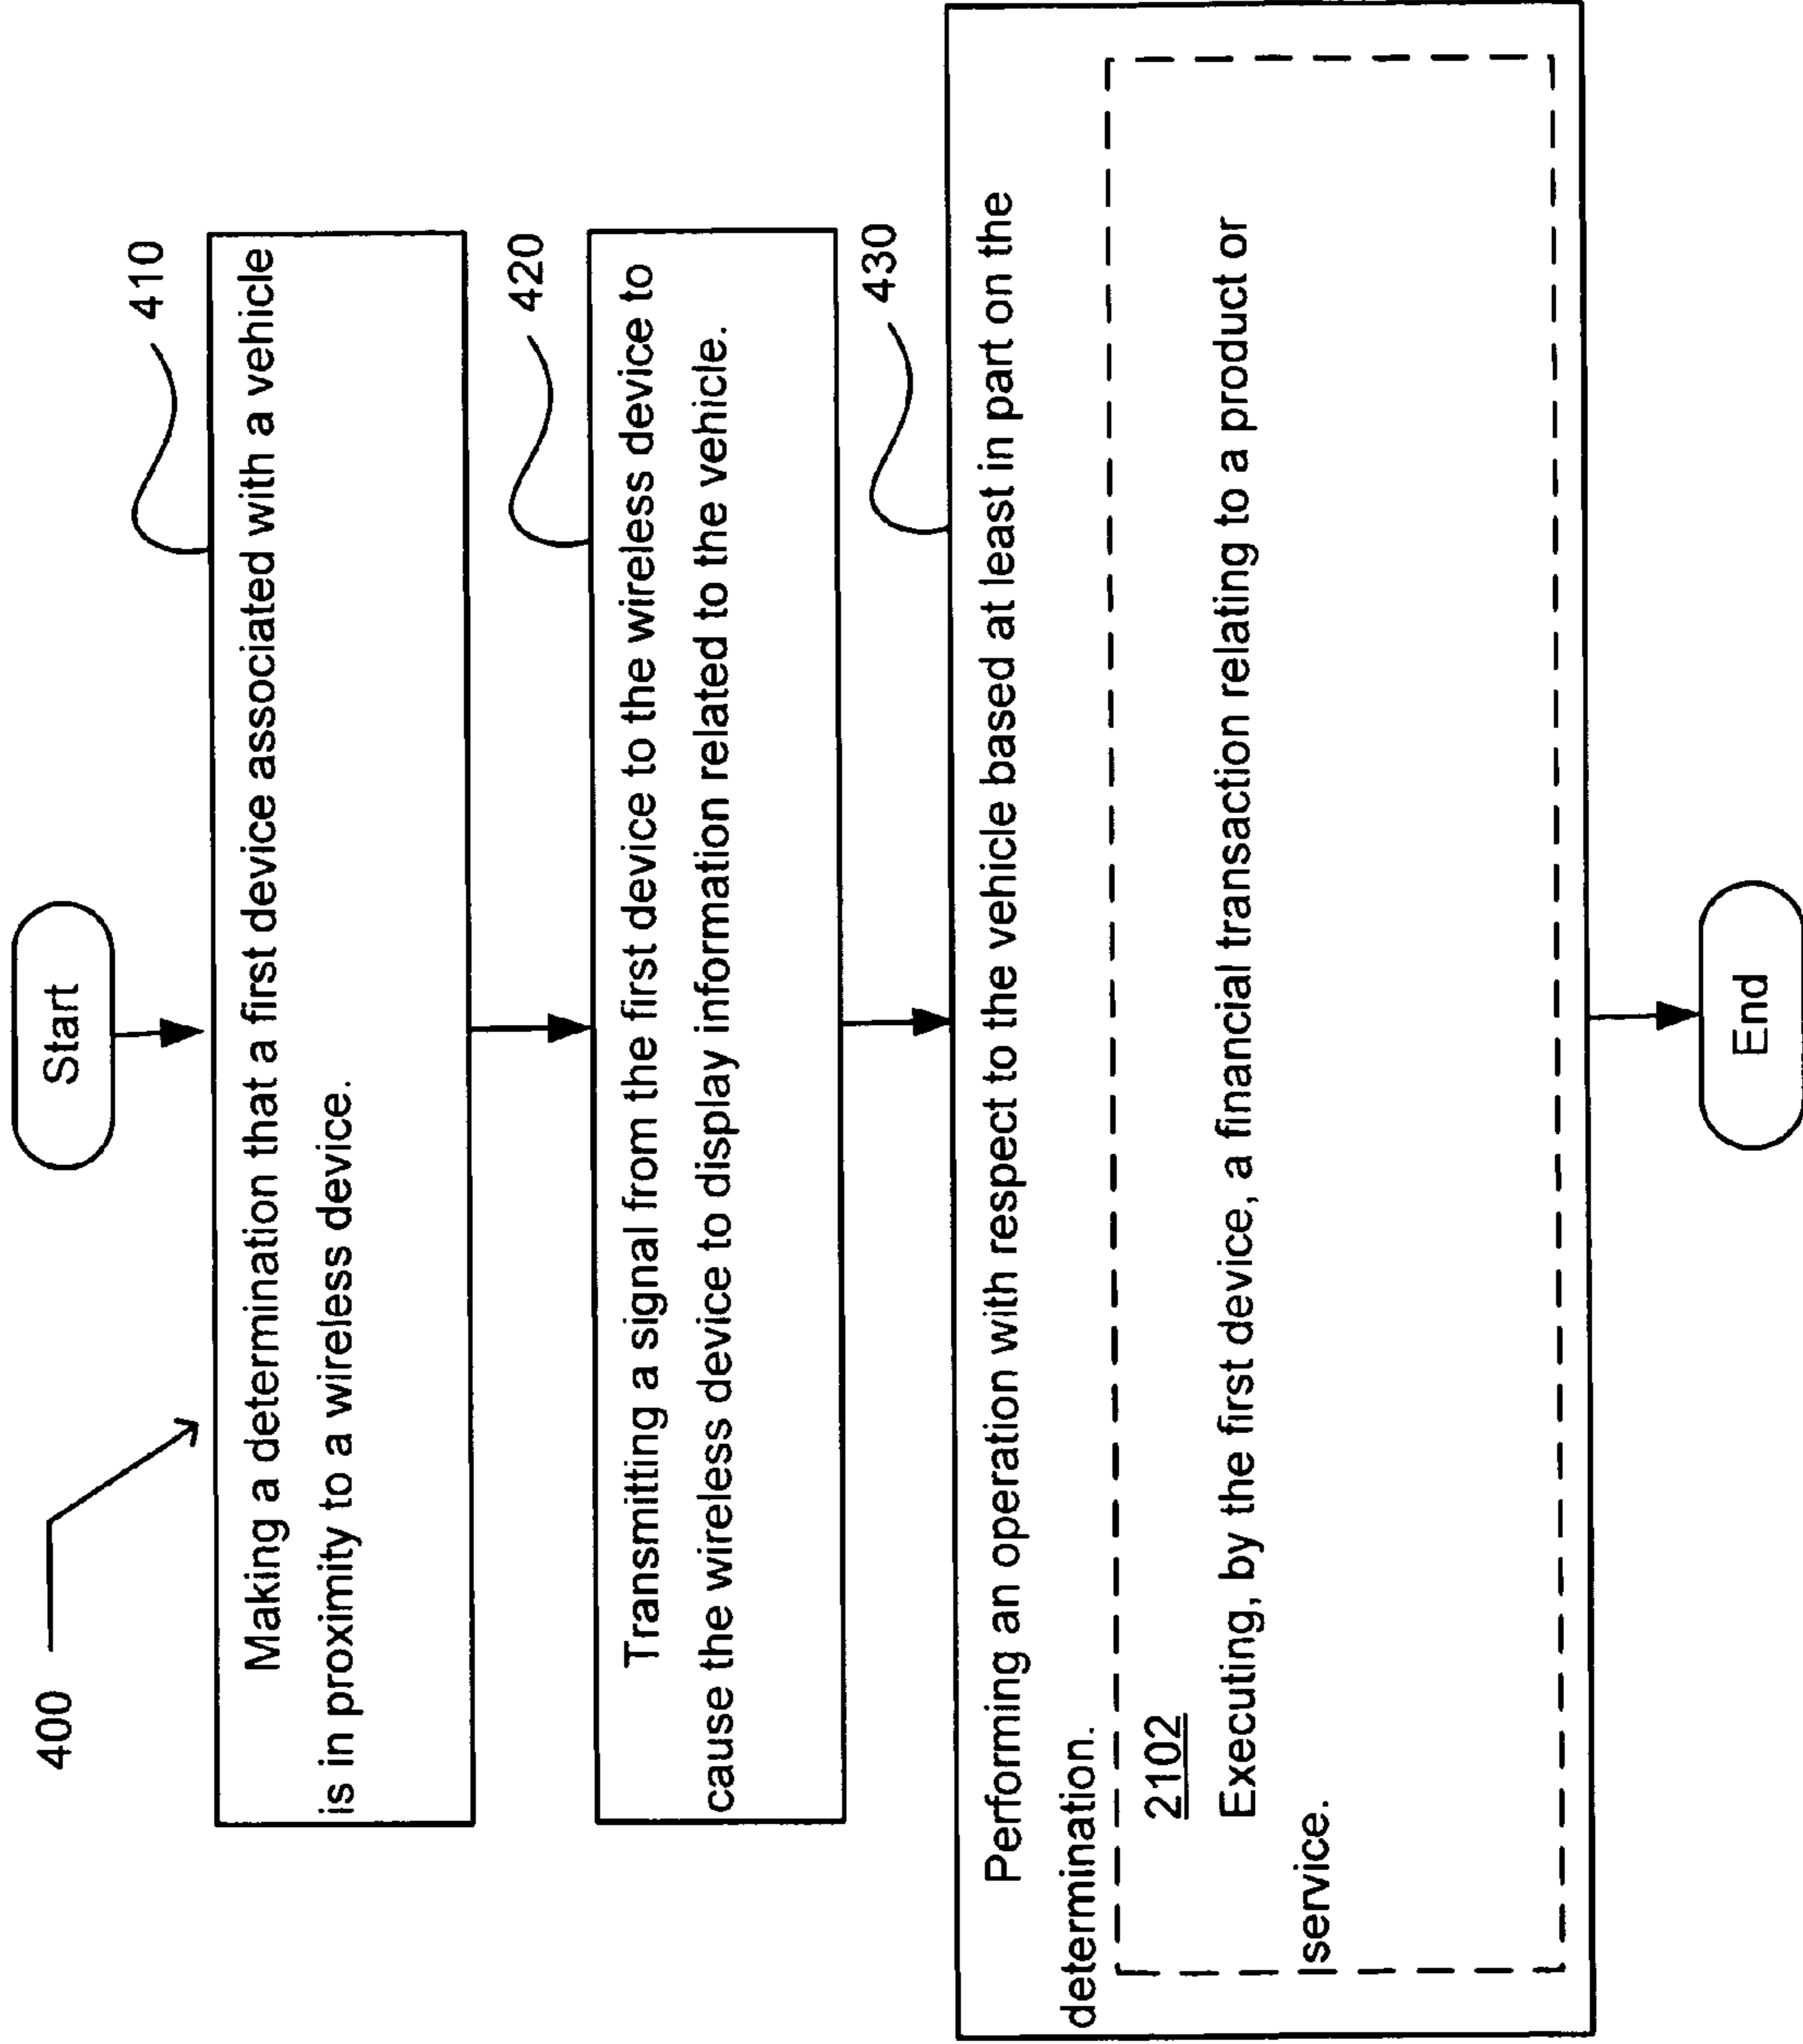 400
Start
410
Making a determination that a first device associated with a vehicle
is in proximity to a wireless device.
420
Transmitting a signal from the first device to the wireless device to
cause the wireless device to display information related to the vehicle.
430
Performing an operation with respect to the vehicle based at least in part on the
determination.
2102
Executing, by the first device, a financial transaction relating to a product or
service.
End